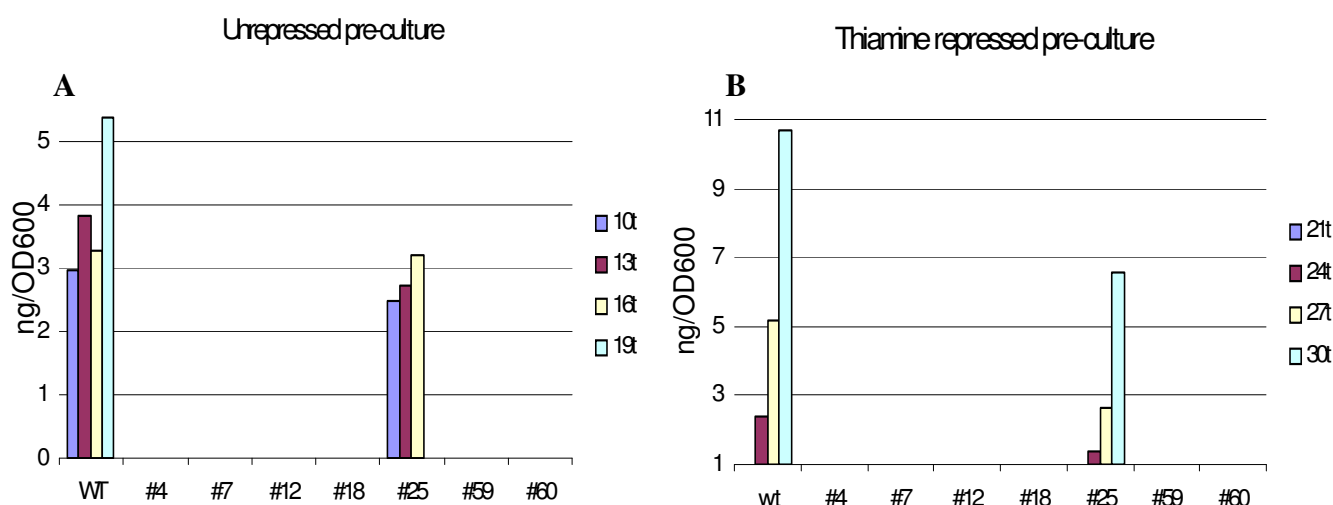 Unrepressed pre-culture
A
ng/OD600
5
4
3
2
1
0
WT #4 #7 #12 #18 #25 #59 #60
10t
13t
16t
19t
Thiamine repressed pre-culture
B
ng/OD600
11
9
7
5
3
1
wt #4 #7 #12 #18 #25 #59 #60
21t
24t
27t
30t